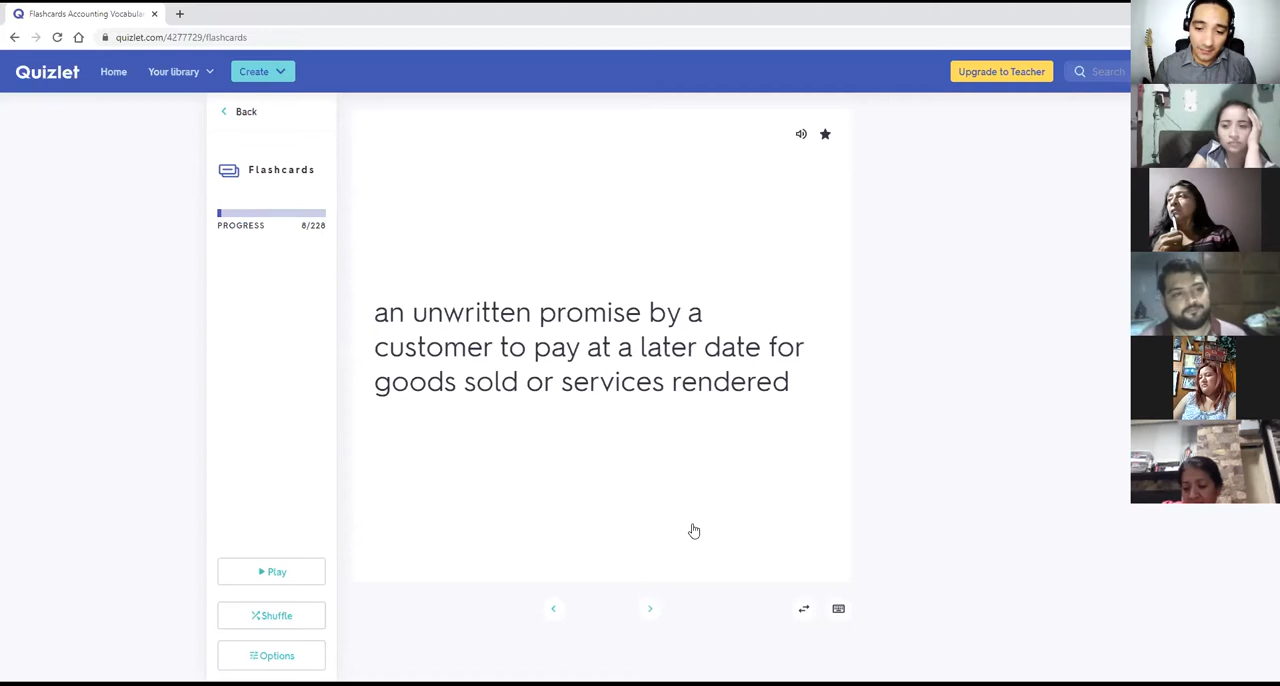 Flashcards Accounting Vocabula
quizlet.com/4277729/flashcards
Quizlet
Home
Your library
Create
Upgrade to Teacher
Search
Back
Flashcards
PROGRESS 8/228
an unwritten promise by a
customer to pay at a later date for
goods sold or services rendered
Play
Shuffle
Options